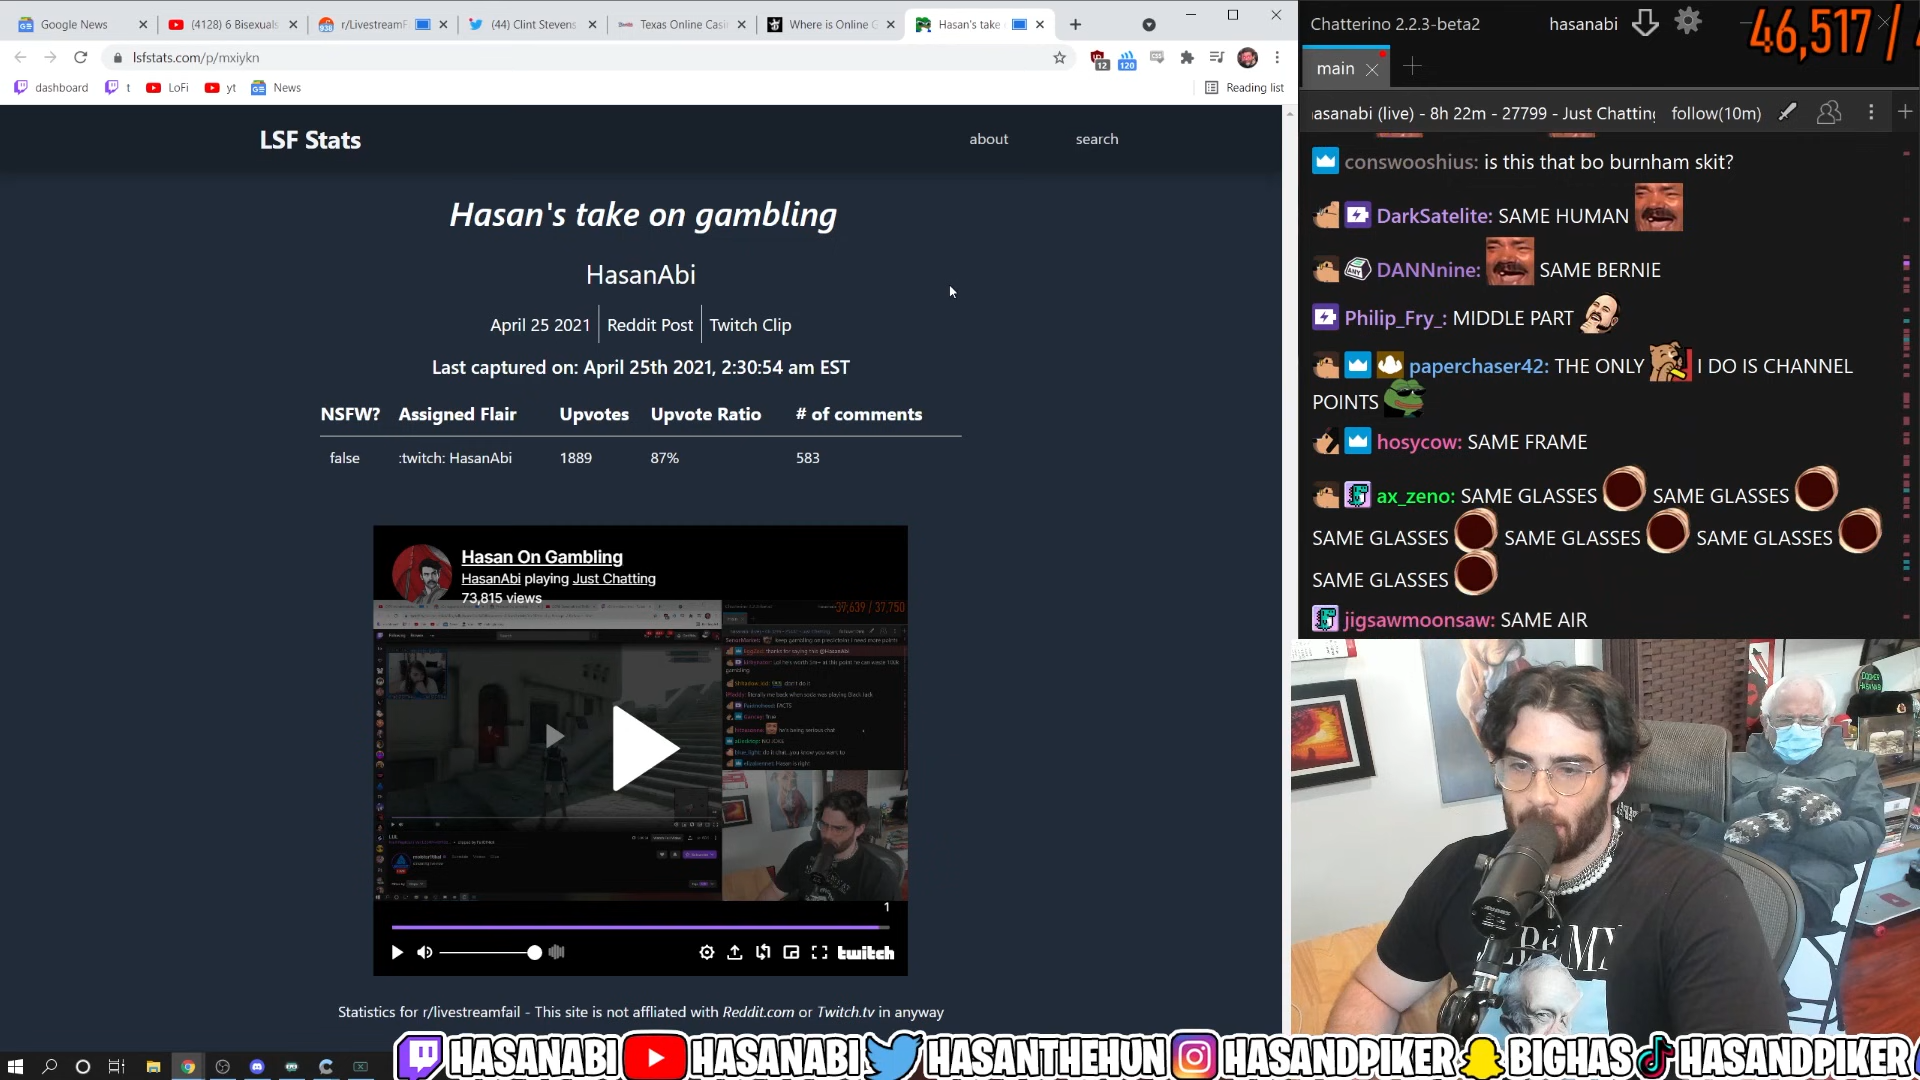 Google News
(4128) 6 Bisexuals
r/LivestreamF
(44) Clint Stevens
Texas Online Casi
Where is Online G
Hasan's take
lsfstats.com/p/mxiykn
12
120
dashboard
t
LoFi
yt
News
Reading list
LSF Stats
about
search
Hasan's take on gambling
HasanAbi
April 25 2021
Reddit Post
Twitch Clip
Last captured on: April 25th 2021, 2:30:54 am EST
NSFW? Assigned Flair Upvotes Upvote Ratio # of comments
false :twitch: HasanAbi 1889 87% 583
Hasan On Gambling
HasanAbi playing Just Chatting
73,815 views
39,639 / 37,750
1
twitch
Statistics for r/livestreamfail - This site is not affliated with Reddit.com or Twitch.tv in anyway
Chatterino 2.2.3-beta2
hasanabi
46,517 /
main
asanabi (live) - 8h 22m - 27799 - Just Chatting
follow(10m)
conswooshius: is this that bo burnham skit?
DarkSatelite: SAME HUMAN
DANNnine: SAME BERNIE
Philip_Fry_: MIDDLE PART
paperchaser42: THE ONLY I DO IS CHANNEL
POINTS
hosycow: SAME FRAME
ax_zeno: SAME GLASSES SAME GLASSES
SAME GLASSES SAME GLASSES SAME GLASSES
SAME GLASSES
jigsawmoonsaw: SAME AIR
HASANABI HASANABI HASANTHEHUN HASANDPIKER BIGHAS HASANDPIKER